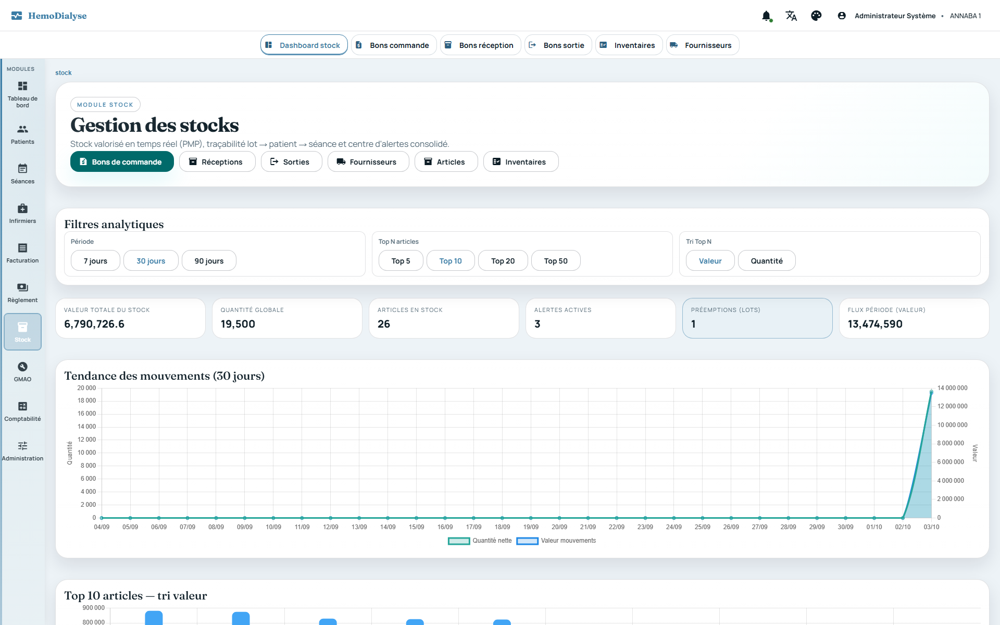 HemoDialyse
Administrateur Système • ANNABA 1
Dashboard stock
Bons commande
Bons réception
Bons sortie
Inventaires
Fournisseurs
MODULES
Tableau de
bord
Patients
Séances
Infirmiers
Facturation
Règlement
Stock
GMAO
Comptabilité
Administration
stock
MODULE STOCK
Gestion des stocks
Stock valorisé en temps réel (PMP), traçabilité lot → patient → séance et centre d'alertes consolidé.
Bons de commande
Réceptions
Sorties
Fournisseurs
Articles
Inventaires
Filtres analytiques
Période
7 jours
30 jours
90 jours
Top N articles
Top 5
Top 10
Top 20
Top 50
Tri Top N
Valeur
Quantité
VALEUR TOTALE DU STOCK
6,790,726.6
QUANTITÉ GLOBALE
19,500
ARTICLES EN STOCK
26
ALERTES ACTIVES
3
PRÉEMPTIONS (LOTS)
1
FLUX PÉRIODE (VALEUR)
13,474,590
Tendance des mouvements (30 jours)
Quantité
20 000
18 000
16 000
14 000
12 000
10 000
8 000
6 000
4 000
2 000
0
14 000 000
12 000 000
10 000 000
8 000 000
6 000 000
4 000 000
2 000 000
0
Valeur
04/09 05/09 06/09 07/09 08/09 09/09 10/09 11/09 12/09 13/09 14/09 15/09 16/09 17/09 18/09 19/09 20/09 21/09 22/09 23/09 24/09 25/09 26/09 27/09 28/09 29/09 30/09 01/10 02/10 03/10
Quantité nette
Valeur mouvements
Top 10 articles — tri valeur
900 000
800 000